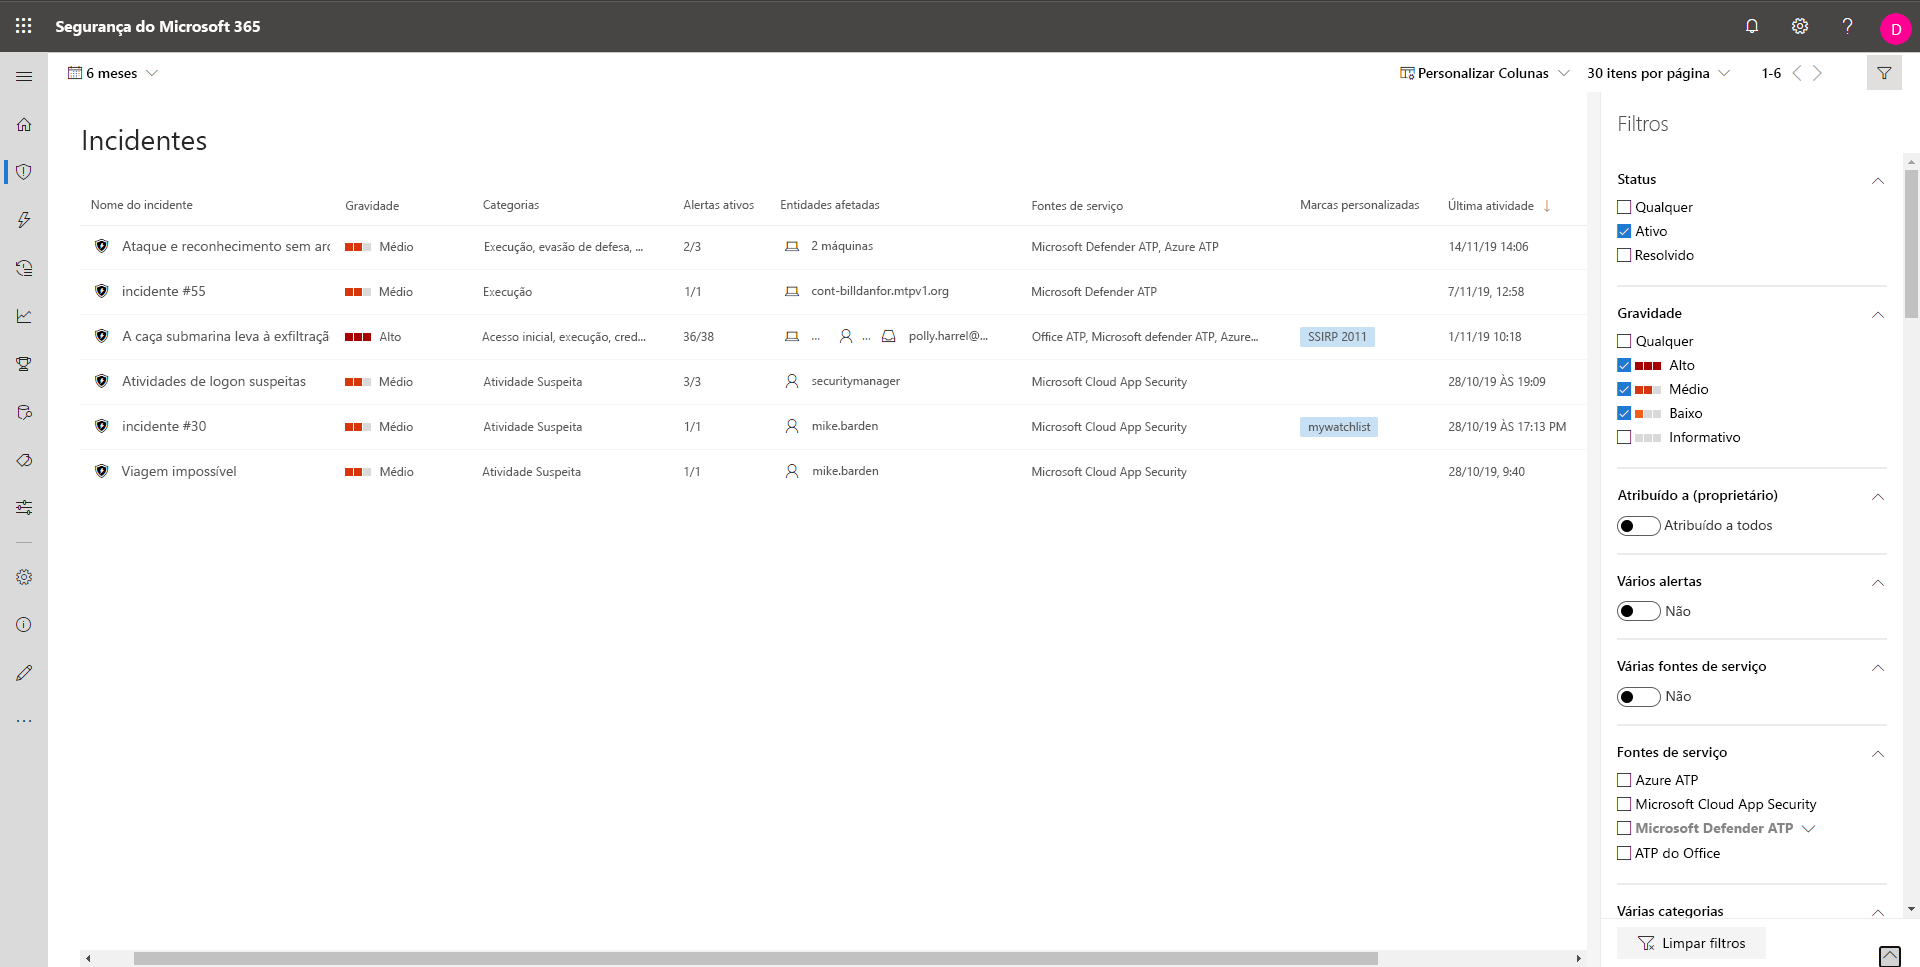 Segurança do Microsoft 365
D
6 meses
Personalizar Colunas
30 itens por página
1-6
Incidentes
Nome do incidente Gravidade Categorias Alertas ativos Entidades afetadas Fontes de serviço Marcas personalizadas Última atividade
Ataque e reconhecimento sem arc Médio Execução, evasão de defesa, ... 2/3 2 máquinas Microsoft Defender ATP, Azure ATP 14/11/19 14:06
incidente #55 Médio Execução 1/1 cont-billdanfor.mtpv1.org Microsoft Defender ATP 7/11/19, 12:58
A caça submarina leva à exfiltraçã Alto Acesso inicial, execução, cred... 36/38 ... ... polly.harrel@... Office ATP, Microsoft defender ATP, Azure... SSIRP 2011 1/11/19 10:18
Atividades de logon suspeitas Médio Atividade Suspeita 3/3 securitymanager Microsoft Cloud App Security 28/10/19 ÀS 19:09
incidente #30 Médio Atividade Suspeita 1/1 mike.barden Microsoft Cloud App Security mywatchlist 28/10/19 ÀS 17:13 PM
Viagem impossível Médio Atividade Suspeita 1/1 mike.barden Microsoft Cloud App Security 28/10/19, 9:40
Filtros
Status
Qualquer
Ativo
Resolvido
Gravidade
Qualquer
Alto
Médio
Baixo
Informativo
Atribuído a (proprietário)
Atribuído a todos
Vários alertas
Não
Várias fontes de serviço
Não
Fontes de serviço
Azure ATP
Microsoft Cloud App Security
Microsoft Defender ATP
ATP do Office
Várias categorias
Limpar filtros